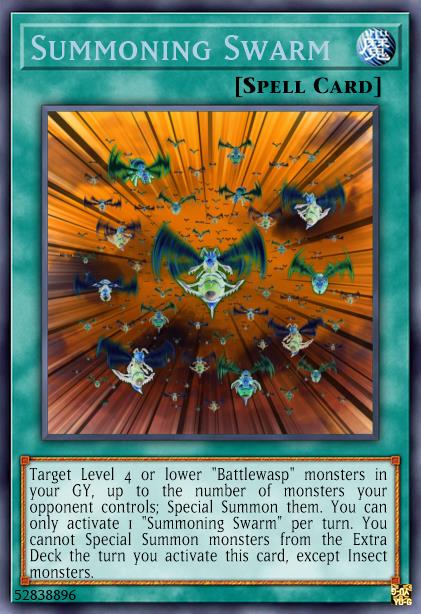 Summoning Swarm
魔
[Spell Card]
Target Level 4 or lower "Battlewasp" monsters in
your GY, up to the number of monsters your
opponent controls; Special Summon them. You can
only activate 1 "Summoning Swarm" per turn. You
cannot Special Summon monsters from the Extra
Deck the turn you activate this card, except Insect
monsters.
52838896